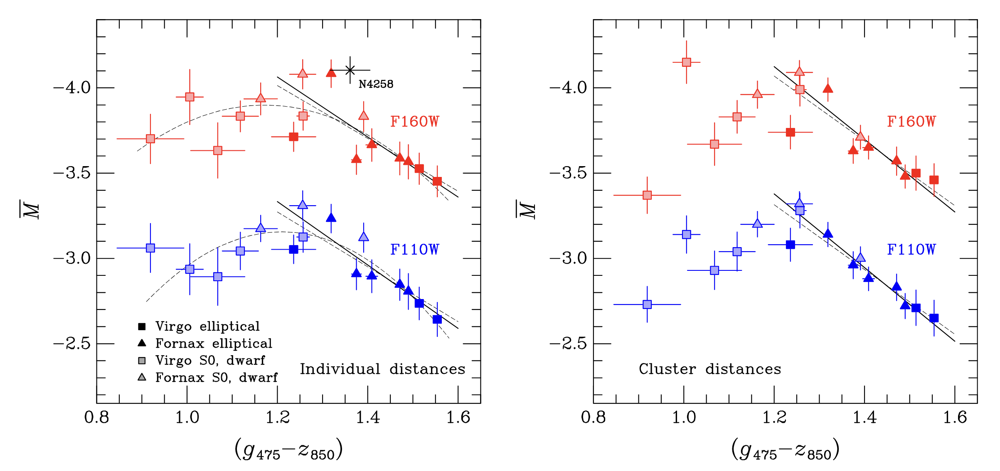 −4.0
−3.5
−3.0
−2.5
M̅
N4258
F160W
F110W
Virgo elliptical
Fornax elliptical
Virgo S0, dwarf
Fornax S0, dwarf
Individual distances
0.8 1.0 1.2 1.4 1.6
(g475−z850)
−4.0
−3.5
−3.0
−2.5
M̅
F160W
F110W
Cluster distances
0.8 1.0 1.2 1.4 1.6
(g475−z850)